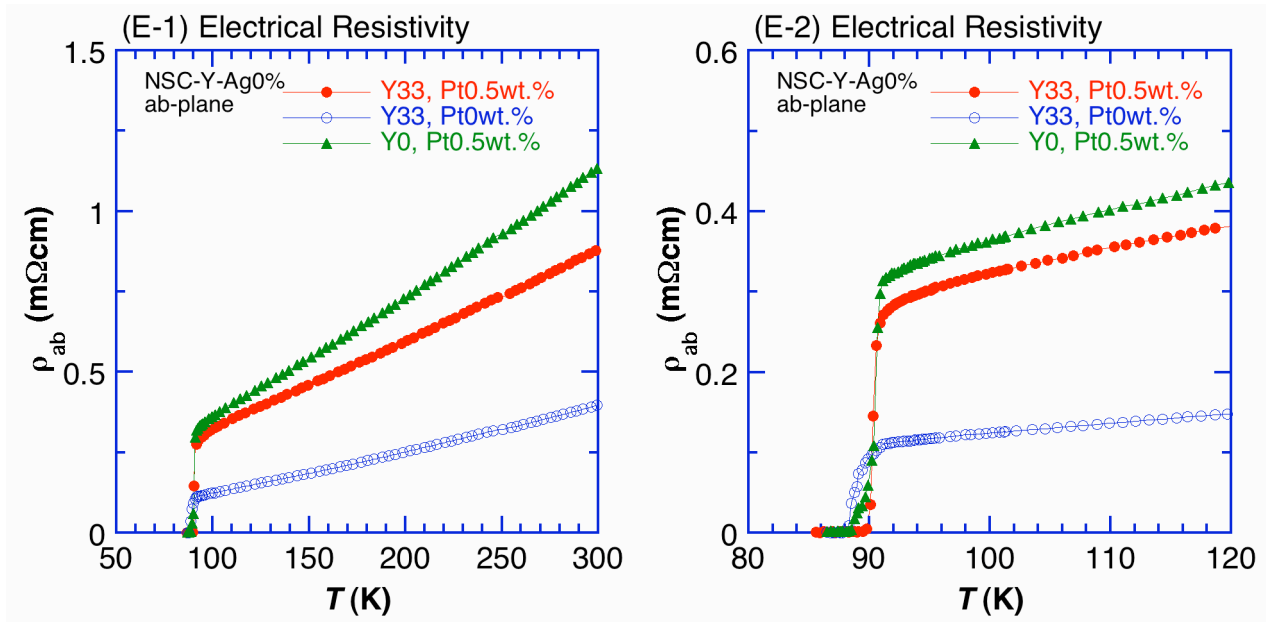 (E-1) Electrical Resistivity
1.5
1
0.5
0
ρab (mΩcm)
NSC-Y-Ag0%
ab-plane
Y33, Pt0.5wt.%
Y33, Pt0wt.%
Y0, Pt0.5wt.%
50 100 150 200 250 300
T (K)
(E-2) Electrical Resistivity
0.6
0.4
0.2
0
ρab (mΩcm)
NSC-Y-Ag0%
ab-plane
Y33, Pt0.5wt.%
Y33, Pt0wt.%
Y0, Pt0.5wt.%
80 90 100 110 120
T (K)